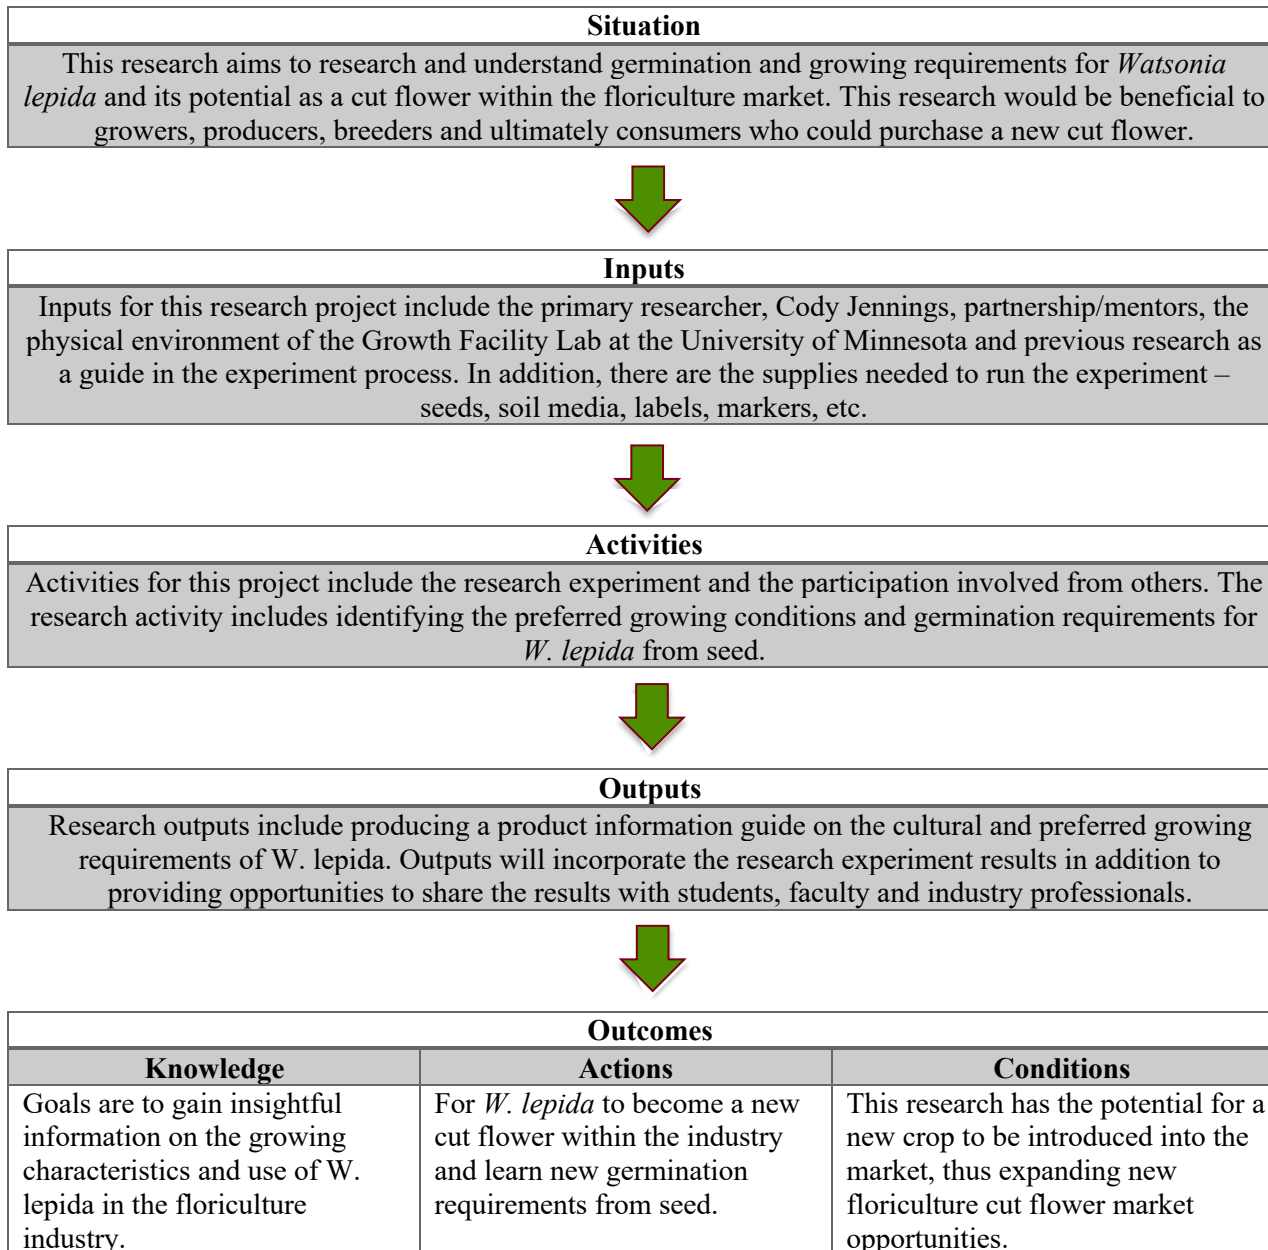 Situation
This research aims to research and understand germination and growing requirements for Watsonia
lepida and its potential as a cut flower within the floriculture market. This research would be beneficial to
growers, producers, breeders and ultimately consumers who could purchase a new cut flower.
Inputs
Inputs for this research project include the primary researcher, Cody Jennings, partnership/mentors, the
physical environment of the Growth Facility Lab at the University of Minnesota and previous research as
a guide in the experiment process. In addition, there are the supplies needed to run the experiment –
seeds, soil media, labels, markers, etc.
Activities
Activities for this project include the research experiment and the participation involved from others. The
research activity includes identifying the preferred growing conditions and germination requirements for
W. lepida from seed.
Outputs
Research outputs include producing a product information guide on the cultural and preferred growing
requirements of W. lepida. Outputs will incorporate the research experiment results in addition to
providing opportunities to share the results with students, faculty and industry professionals.
Outcomes
Knowledge
Goals are to gain insightful
information on the growing
characteristics and use of W.
lepida in the floriculture
industry.
Actions
For W. lepida to become a new
cut flower within the industry
and learn new germination
requirements from seed.
Conditions
This research has the potential for a
new crop to be introduced into the
market, thus expanding new
floriculture cut flower market
opportunities.